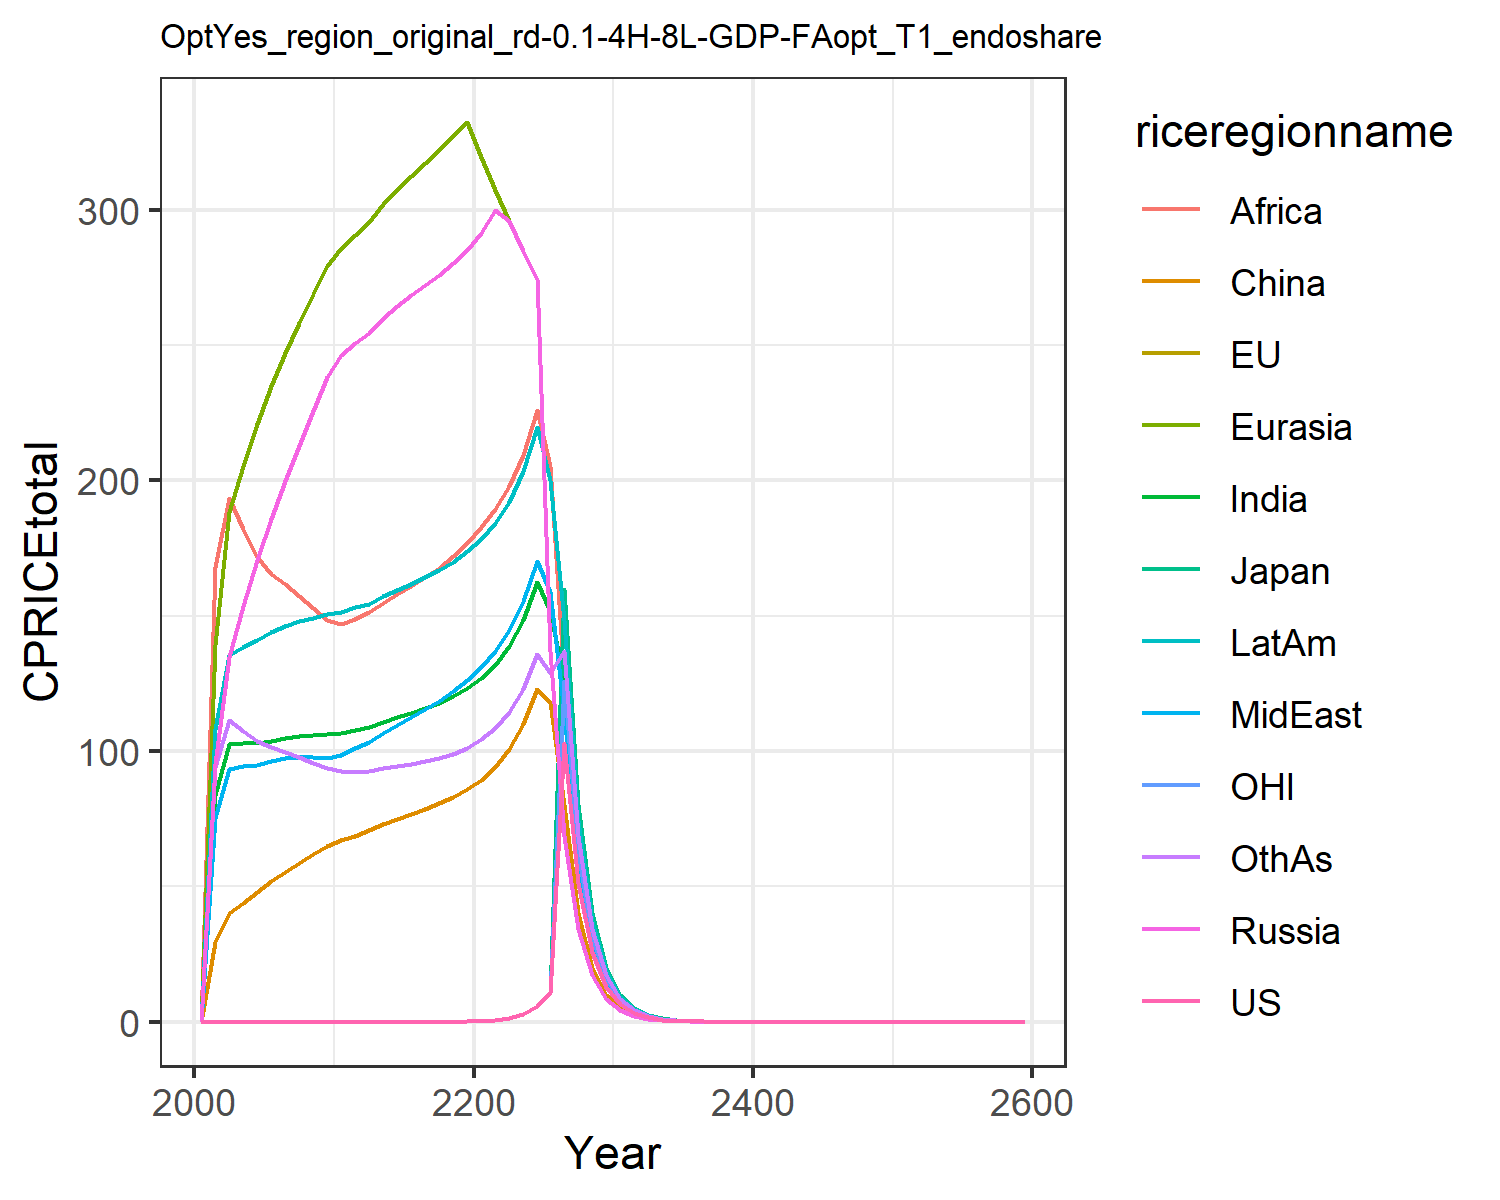 OptYes_region_original_rd-0.1-4H-8L-GDP-FAopt_T1_endoshare
CPRICEtotal
300
200
100
0
2000 2200 2400 2600
Year
riceregionname
Africa
China
EU
Eurasia
India
Japan
LatAm
MidEast
OHI
OthAs
Russia
US